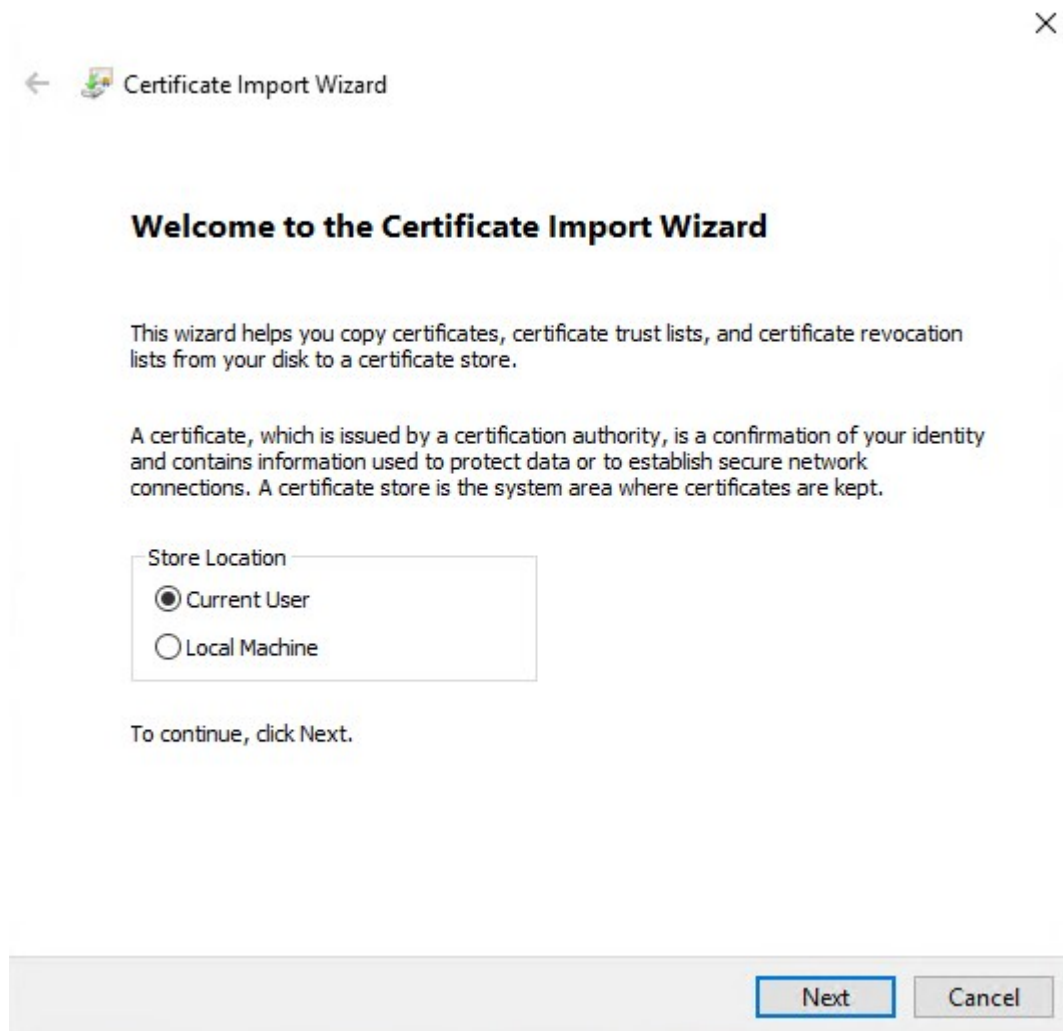 Certificate Import Wizard
Welcome to the Certificate Import Wizard
This wizard helps you copy certificates, certificate trust lists, and certificate revocation
lists from your disk to a certificate store.
A certificate, which is issued by a certification authority, is a confirmation of your identity
and contains information used to protect data or to establish secure network
connections. A certificate store is the system area where certificates are kept.
Store Location
Current User
Local Machine
To continue, click Next.
Next
Cancel